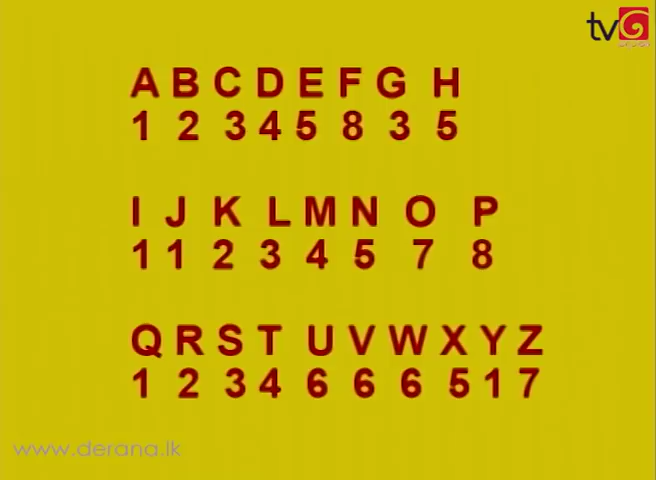 tv
A B C D E F G H
1 2 3 4 5 8 3 5
I J K L M N O P
1 1 2 3 4 5 7 8
Q R S T U V W X Y Z
1 2 3 4 6 6 6 5 1 7
www.derana.lk